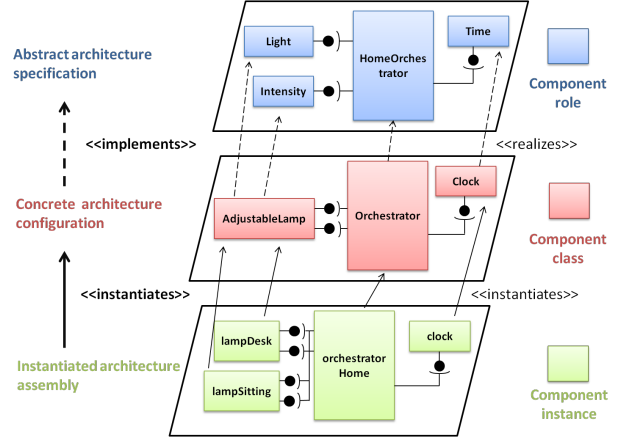 Abstract architecture
specification
Light
Intensity
HomeOrches
trator
Time
Component
role
<<implements>>
<<realizes>>
Concrete architecture
configuration
AdjustableLamp
Orchestrator
Clock
Component
class
<<instantiates>>
<<instantiates>>
Instantiated architecture
assembly
lampDesk
lampSitting
orchestrator
Home
clock
Component
instance